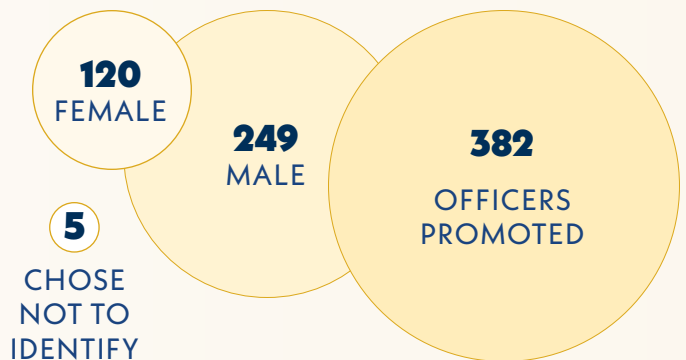 120
FEMALE
249
MALE
382
OFFICERS
PROMOTED
5
CHOSE
NOT TO
IDENTIFY